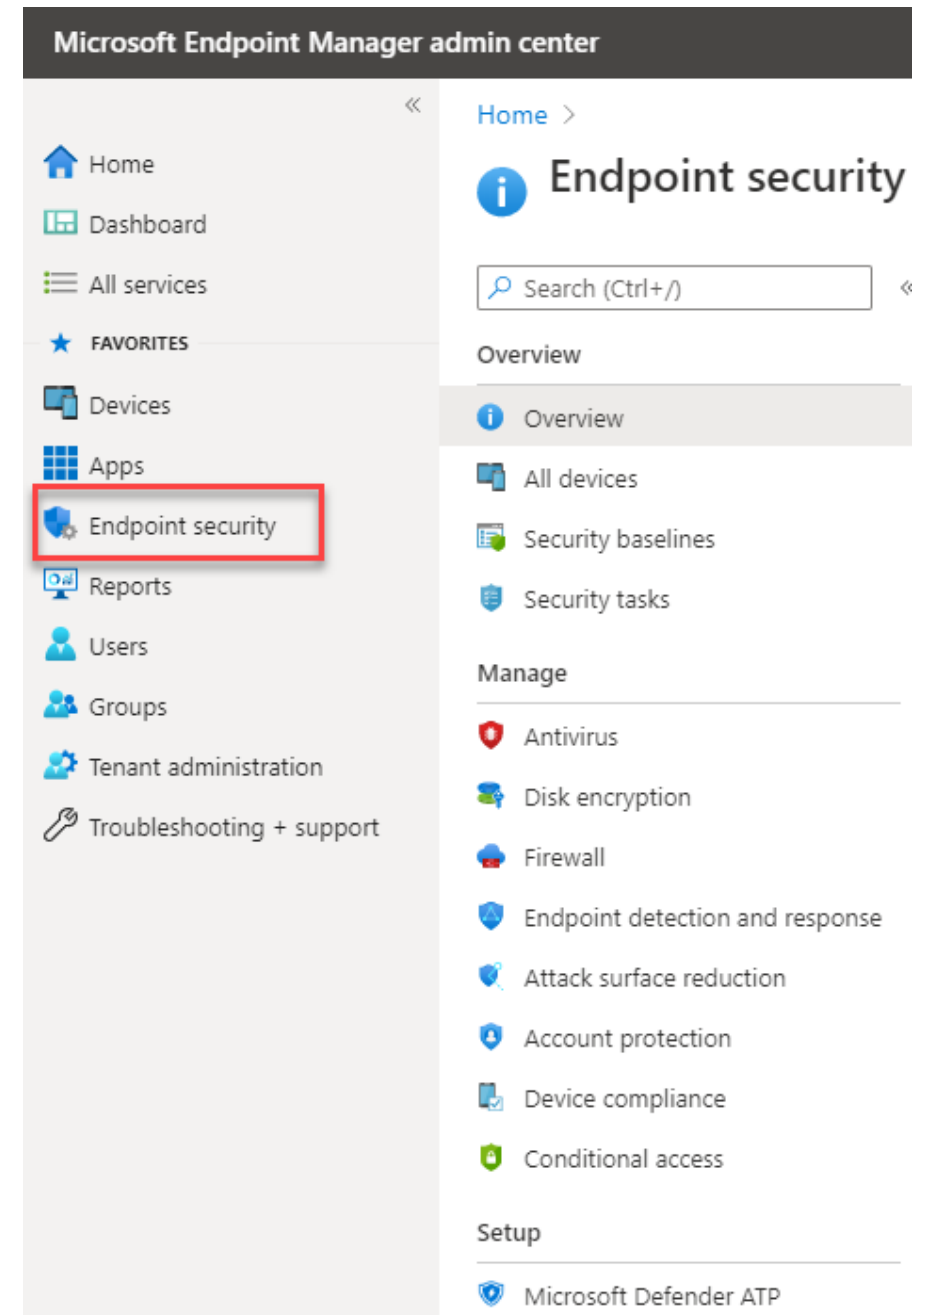 Microsoft Endpoint Manager admin center
«
Home
Dashboard
All services
FAVORITES
Devices
Apps
Endpoint security
Reports
Users
Groups
Tenant administration
Troubleshooting + support
Home >
Endpoint security
Search (Ctrl+/)
«
Overview
Overview
All devices
Security baselines
Security tasks
Manage
Antivirus
Disk encryption
Firewall
Endpoint detection and response
Attack surface reduction
Account protection
Device compliance
Conditional access
Setup
Microsoft Defender ATP